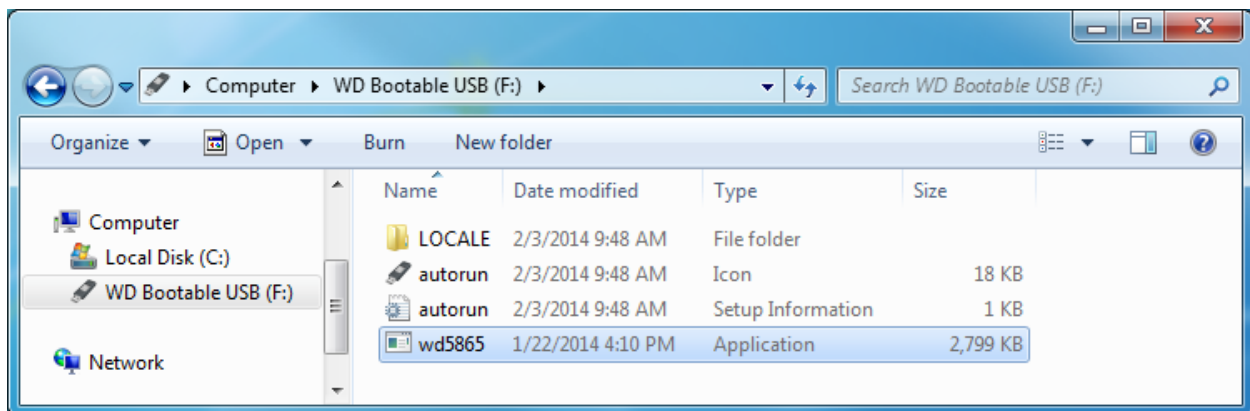 Computer WD Bootable USB (F:) Search WD Bootable USB (F:)
Organize Open Burn New folder
Name Date modified Type Size
Computer
Local Disk (C:)
WD Bootable USB (F:)
Network
LOCALE 2/3/2014 9:48 AM File folder
autorun 2/3/2014 9:48 AM Icon 18 KB
autorun 2/3/2014 9:48 AM Setup Information 1 KB
wd5865 1/22/2014 4:10 PM Application 2,799 KB